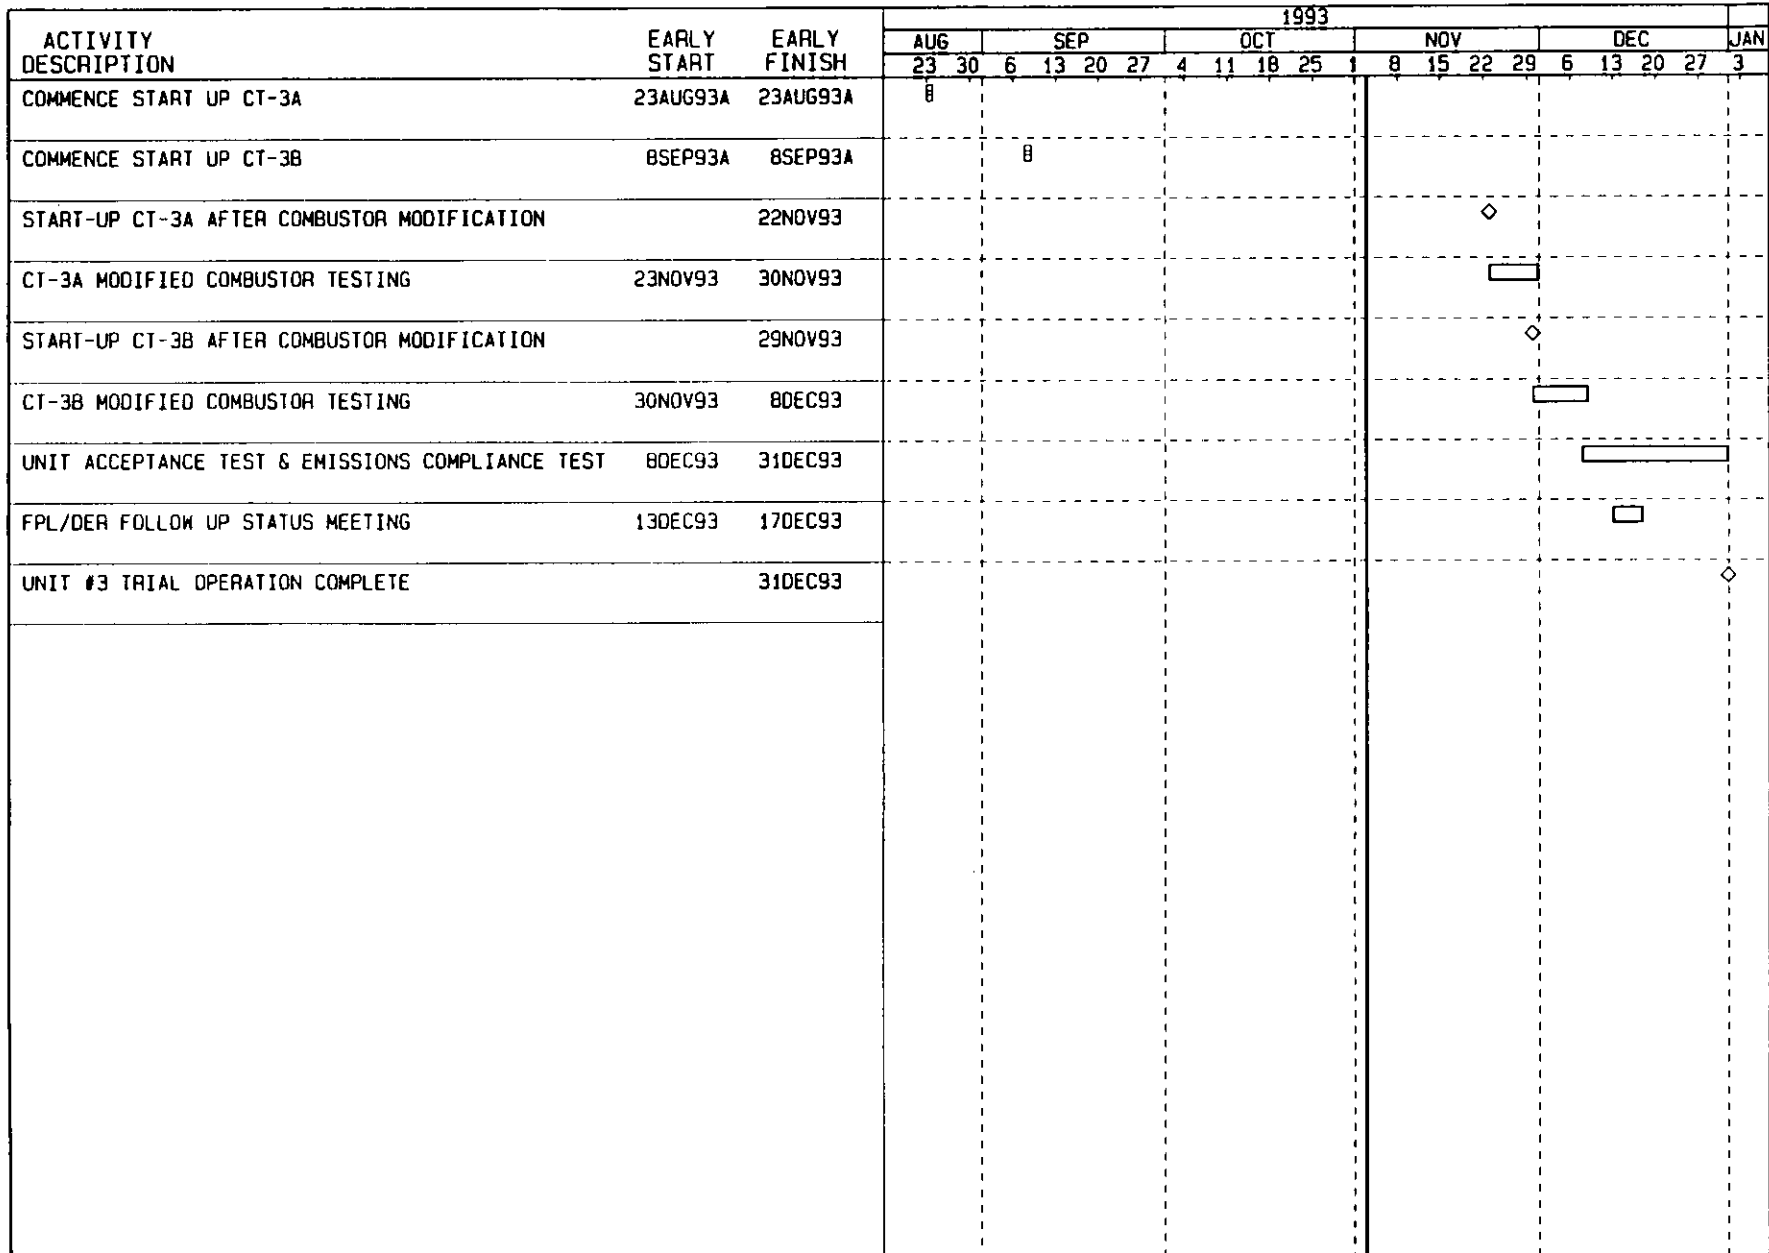 1993
ACTIVITY EARLY EARLY AUG SEP OCT NOV DEC JAN
DESCRIPTION START FINISH 23 30 6 13 20 27 4 11 18 25 1 8 15 22 29 6 13 20 27 3
COMMENCE START UP CT-3A 23AUG93A 23AUG93A
COMMENCE START UP CT-3B 8SEP93A 8SEP93A
START-UP CT-3A AFTER COMBUSTOR MODIFICATION 22NOV93
CT-3A MODIFIED COMBUSTOR TESTING 23NOV93 30NOV93
START-UP CT-3B AFTER COMBUSTOR MODIFICATION 29NOV93
CT-3B MODIFIED COMBUSTOR TESTING 30NOV93 8DEC93
UNIT ACCEPTANCE TEST & EMISSIONS COMPLIANCE TEST 8DEC93 31DEC93
FPL/DER FOLLOW UP STATUS MEETING 13DEC93 17DEC93
UNIT #3 TRIAL OPERATION COMPLETE 31DEC93